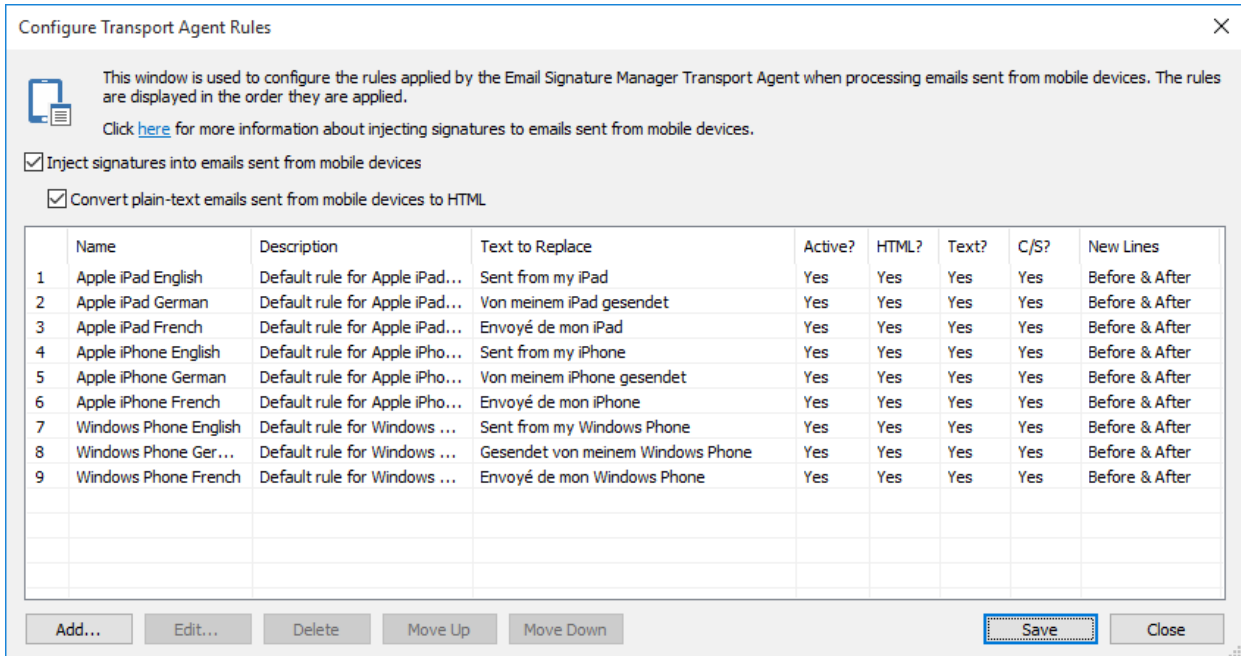 Configure Transport Agent Rules
This window is used to configure the rules applied by the Email Signature Manager Transport Agent when processing emails sent from mobile devices. The rules
are displayed in the order they are applied.
Click here for more information about injecting signatures to emails sent from mobile devices.
Inject signatures into emails sent from mobile devices
Convert plain-text emails sent from mobile devices to HTML
Name Description Text to Replace Active? HTML? Text? C/S? New Lines
1 Apple iPad English Default rule for Apple iPad... Sent from my iPad Yes Yes Yes Yes Before & After
2 Apple iPad German Default rule for Apple iPad... Von meinem iPad gesendet Yes Yes Yes Yes Before & After
3 Apple iPad French Default rule for Apple iPad... Envoyé de mon iPad Yes Yes Yes Yes Before & After
4 Apple iPhone English Default rule for Apple iPho... Sent from my iPhone Yes Yes Yes Yes Before & After
5 Apple iPhone German Default rule for Apple iPho... Von meinem iPhone gesendet Yes Yes Yes Yes Before & After
6 Apple iPhone French Default rule for Apple iPho... Envoyé de mon iPhone Yes Yes Yes Yes Before & After
7 Windows Phone English Default rule for Windows ... Sent from my Windows Phone Yes Yes Yes Yes Before & After
8 Windows Phone Ger... Default rule for Windows ... Gesendet von meinem Windows Phone Yes Yes Yes Yes Before & After
9 Windows Phone French Default rule for Windows ... Envoyé de mon Windows Phone Yes Yes Yes Yes Before & After
Add... Edit... Delete Move Up Move Down Save Close